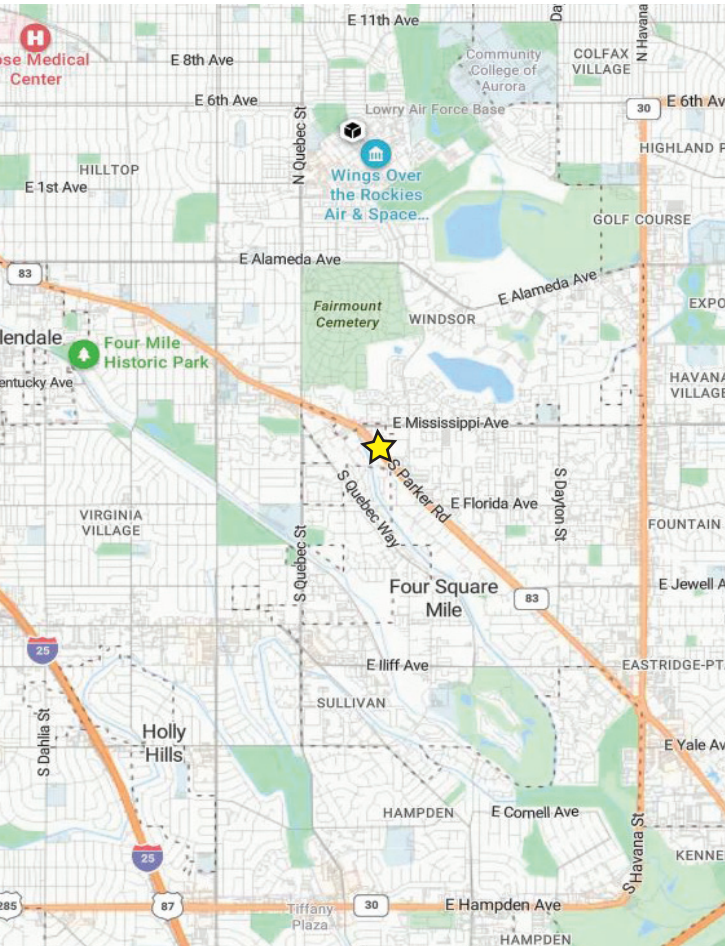 E 11th Ave
Da
N Havana
H
ose Medical
Center
E 8th Ave
Community
College of
Aurora
COLFAX
VILLAGE
E 6th Ave
Lowry Air Force Base
30
E 6th Av
N Quebec St
HIGHLAND P
HILLTOP
E 1st Ave
Wings Over
the Rockies
Air & Space...
GOLF COURSE
83
E Alameda Ave
E Alameda Ave
Fairmount
Cemetery
WINDSOR
EXPO
lendale
Four Mile
Historic Park
entucky Ave
HAVANA
VILLAGE
E Mississippi Ave
S Parker Rd
S Quebec Way
E Florida Ave
S Dayton St
VIRGINIA
VILLAGE
FOUNTAIN
S Quebec St
Four Square
Mile
83
E Jewell A
25
E Iliff Ave
EASTRIDGE-PT
S Dahlia St
SULLIVAN
Holly
Hills
E Yale Av
HAMPDEN
E Cornell Ave
25
S Havana St
KENNE
285
87
Tiffany
Plaza
30
E Hampden Ave
HAMPDEN